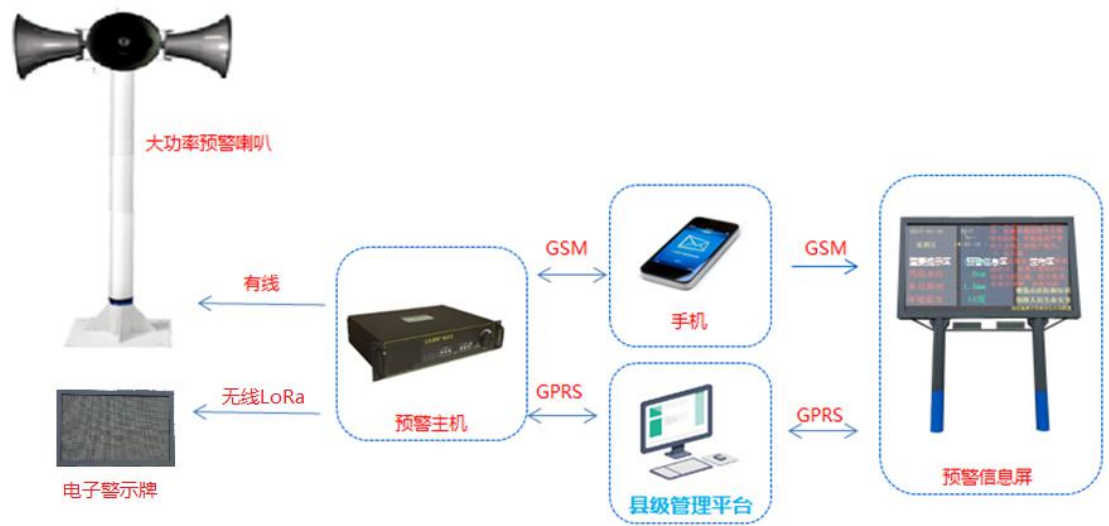 大功率预警喇叭
GSM
GSM
有线
手机
无线LoRa
GPRS
GPRS
预警主机
预警信息屏
电子警示牌
县级管理平台